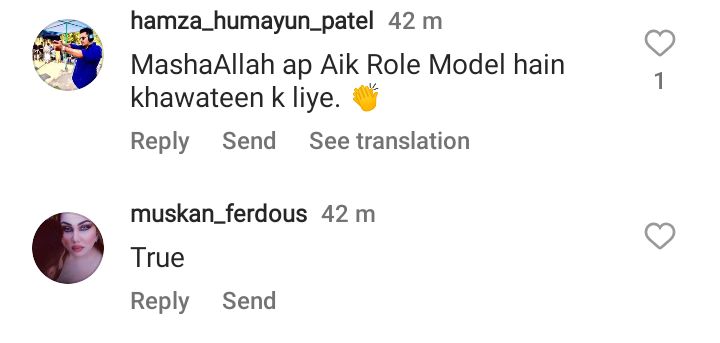 hamza_humayun_patel 42 m
MashaAllah ap Aik Role Model hain
khawateen k liye. 👏
1
Reply Send See translation
muskan_ferdous 42 m
True
Reply Send